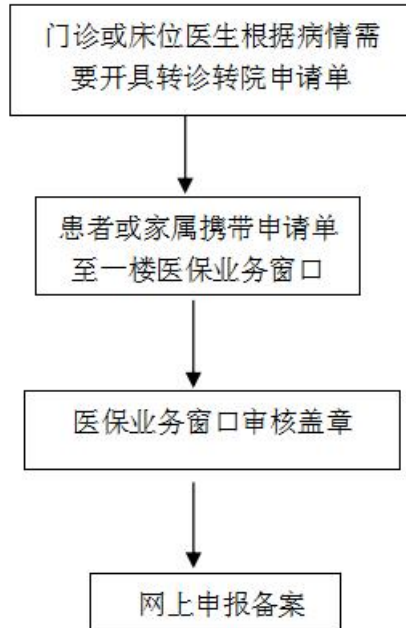 门诊或床位医生根据病情需
要开具转诊转院申请单
患者或家属携带申请单
至一楼医保业务窗口
医保业务窗口审核盖章
网上申报备案